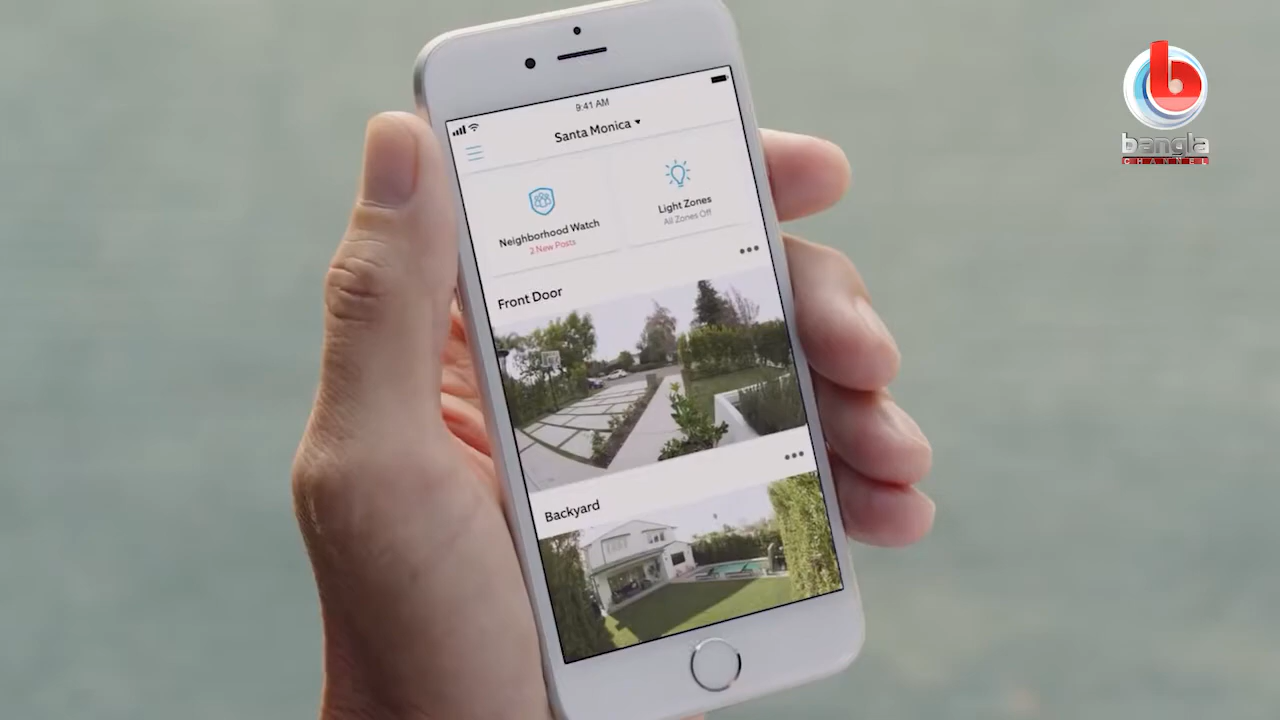 9:41 AM
Santa Monica
Neighborhood Watch
2 New Posts
Light Zones
All Zones Off
Front Door
Backyard
b
bangla
CHANNEL